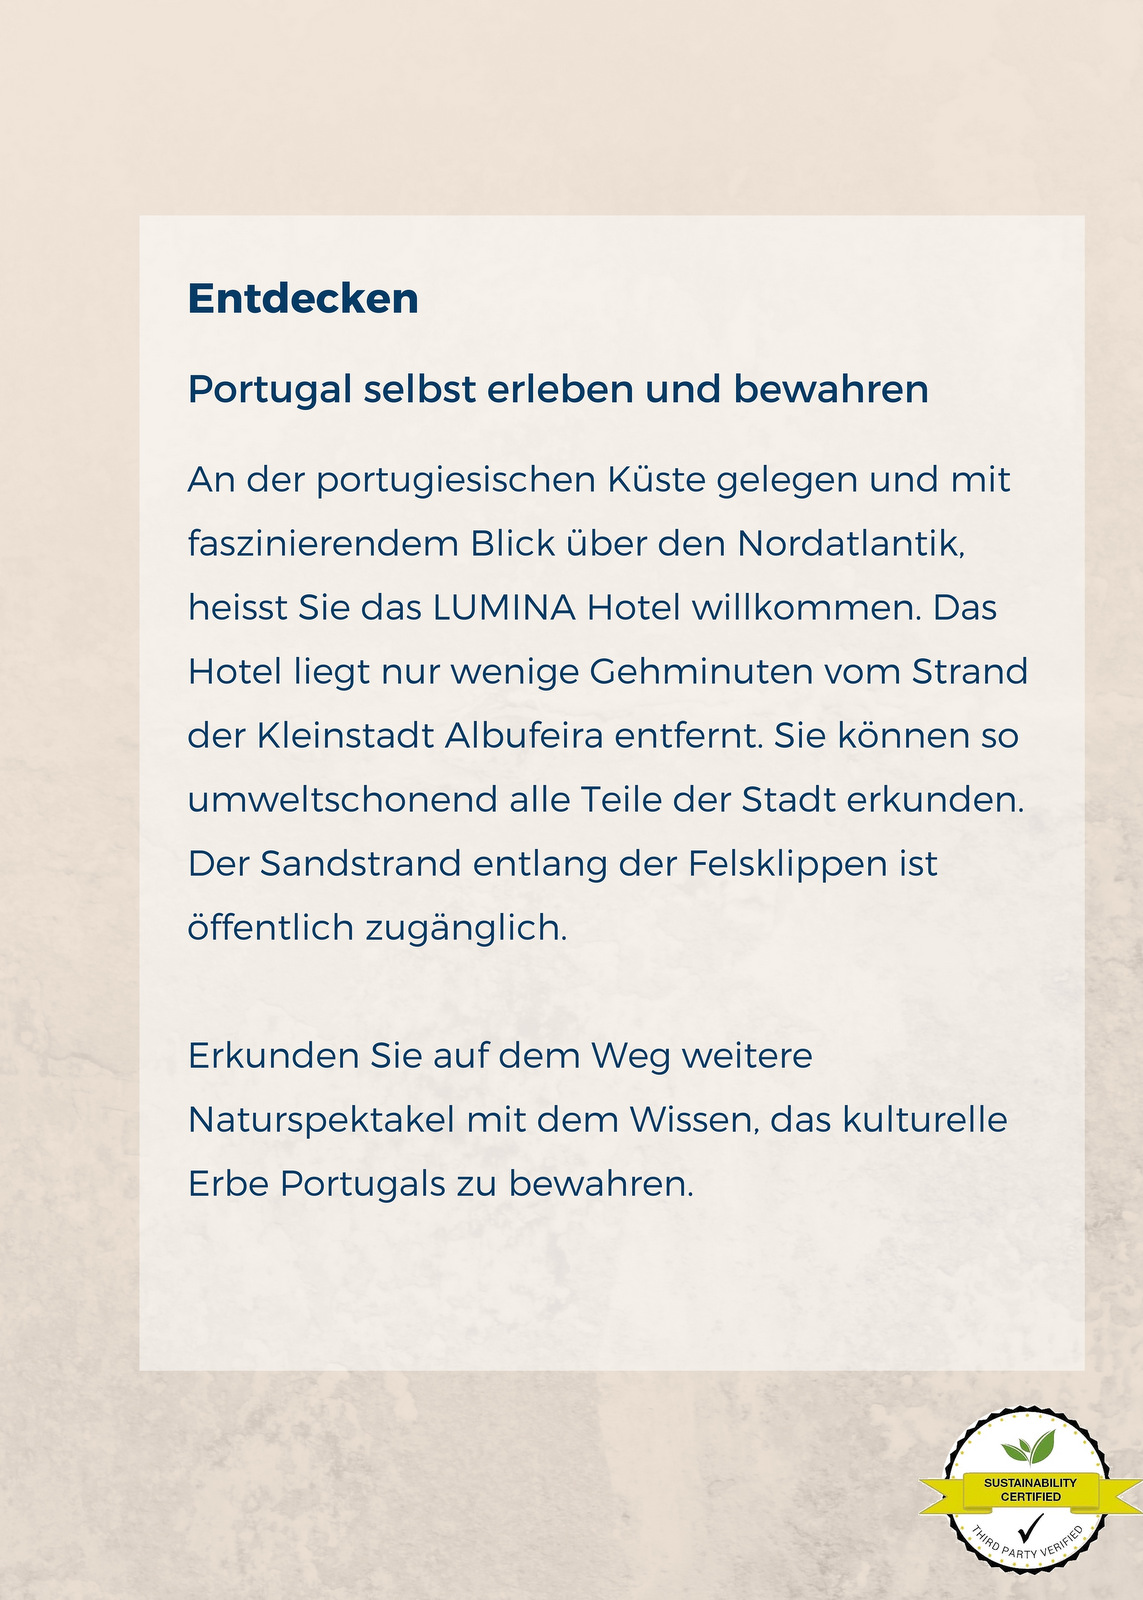 Entdecken
Portugal selbst erleben und bewahren
An der portugiesischen Küste gelegen und mit
faszinierendem Blick über den Nordatlantik,
heisst Sie das LUMINA Hotel willkommen. Das
Hotel liegt nur wenige Gehminuten vom Strand
der Kleinstadt Albufeira entfernt. Sie können so
umweltschonend alle Teile der Stadt erkunden.
Der Sandstrand entlang der Felsklippen ist
öffentlich zugänglich.
Erkunden Sie auf dem Weg weitere
Naturspektakel mit dem Wissen, das kulturelle
Erbe Portugals zu bewahren.
SUSTAINABILITY
CERTIFIED
THIRD PARTY VERIFIED